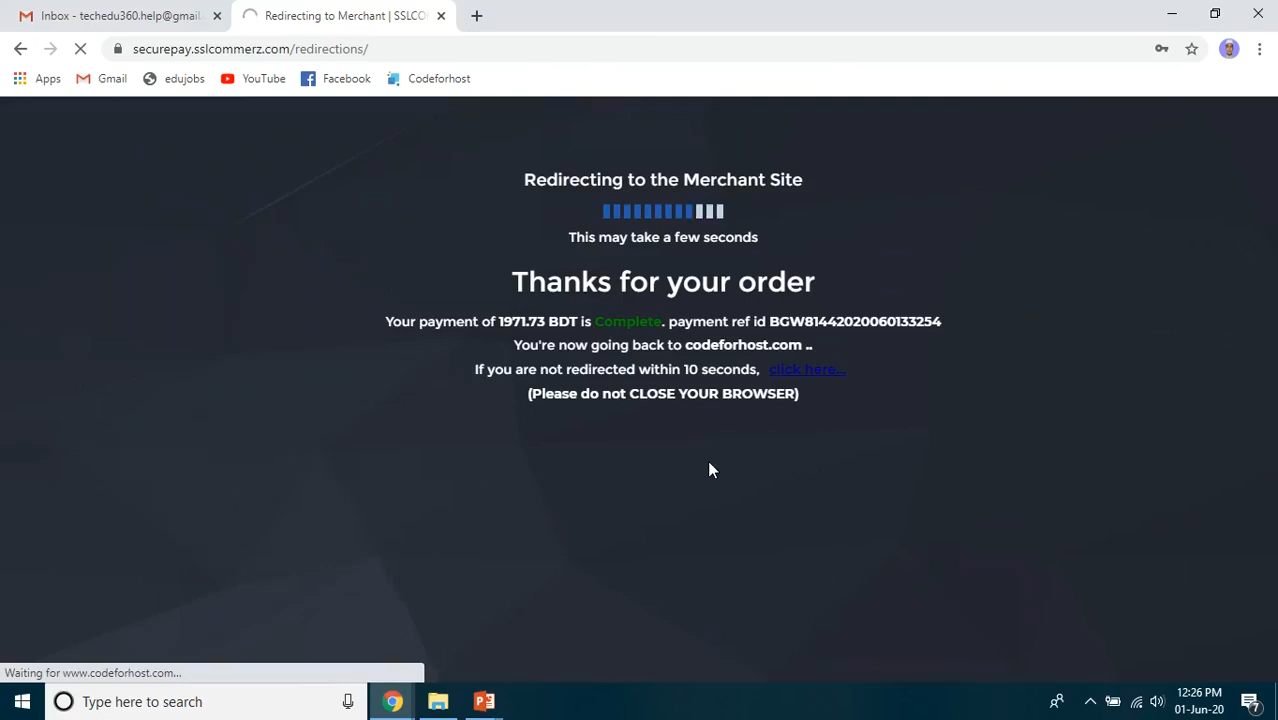 Inbox - techedu360.help@gmail.
Redirecting to Merchant | SSLCO
securepay.sslcommerz.com/redirections/
Apps Gmail edujobs YouTube Facebook Codeforhost
Redirecting to the Merchant Site
This may take a few seconds
Thanks for your order
Your payment of 1971.73 BDT is Complete. payment ref id BGW81442020060133254
You're now going back to codeforhost.com ..
If you are not redirected within 10 seconds, click here...
(Please do not CLOSE YOUR BROWSER)
Waiting for www.codeforhost.com...
Type here to search
12:26 PM
01-Jun-20
7